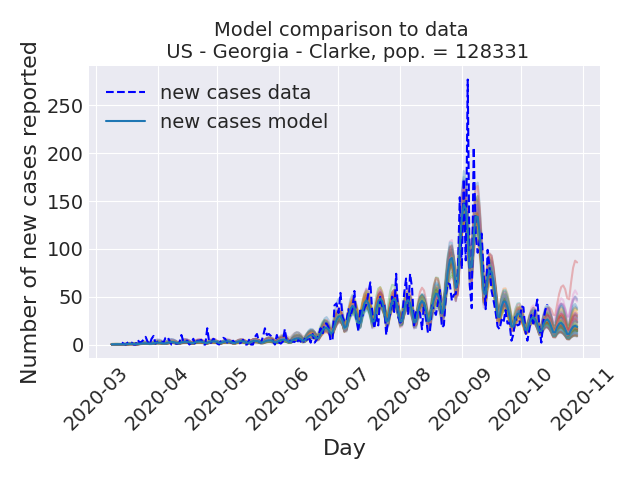 Model comparison to data
US - Georgia - Clarke, pop. = 128331
Number of new cases reported
new cases data
new cases model
250
200
150
100
50
0
2020-03
2020-04
2020-05
2020-06
2020-07
2020-08
2020-09
2020-10
2020-11
Day